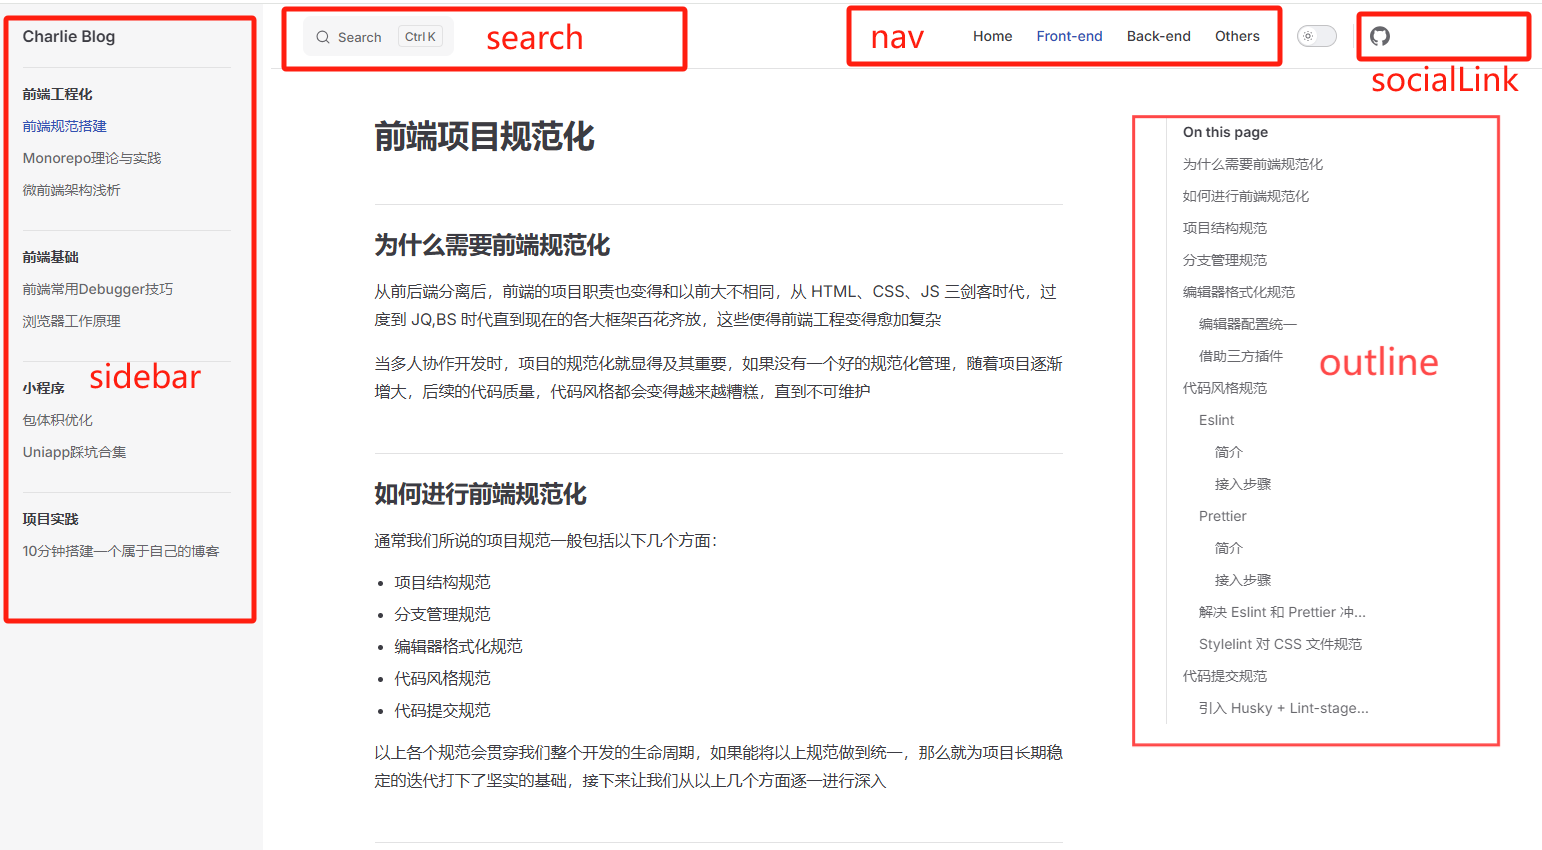 Charlie Blog
前端工程化
前端规范搭建
Monorepo理论与实践
微前端架构浅析
前端基础
前端常用Debugger技巧
浏览器工作原理
小程序
sidebar
包体积优化
Uniapp踩坑合集
项目实践
10分钟搭建一个属于自己的博客
Search Ctrl K
search
nav
Home Front-end Back-end Others
socialLink
前端项目规范化
为什么需要前端规范化
从前后端分离后，前端的项目职责也变得和以前大不相同，从 HTML、CSS、JS 三剑客时代，过
度到 JQ,BS 时代直到现在的各大框架百花齐放，这些使得前端工程变得愈加复杂
当多人协作开发时，项目的规范化就显得及其重要，如果没有一个好的规范化管理，随着项目逐渐
增大，后续的代码质量，代码风格都会变得越来越糟糕，直到不可维护
如何进行前端规范化
通常我们所说的项目规范一般包括以下几个方面：
• 项目结构规范
• 分支管理规范
• 编辑器格式化规范
• 代码风格规范
• 代码提交规范
以上各个规范会贯穿我们整个开发的生命周期，如果能将以上规范做到统一，那么就为项目长期稳
定的迭代打下了坚实的基础，接下来让我们从以上几个方面逐一进行深入
On this page
为什么需要前端规范化
如何进行前端规范化
项目结构规范
分支管理规范
编辑器格式化规范
编辑器配置统一
借助三方插件
outline
代码风格规范
Eslint
简介
接入步骤
Prettier
简介
接入步骤
解决 Eslint 和 Prettier 冲...
Stylelint 对 CSS 文件规范
代码提交规范
引入 Husky + Lint-stage...